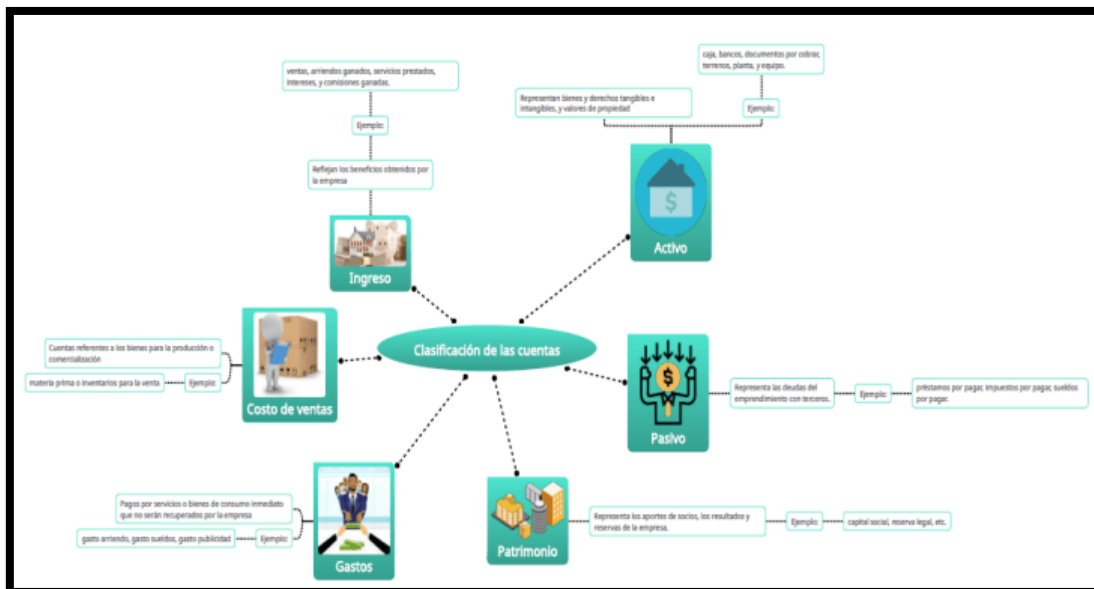 caja, bancos, documentos por cobrar,
terrenos, planta, y equipo.
ventas, arriendos ganados, servicios prestados,
intereses, y comisiones ganadas.
Representan bienes y derechos tangibles e
intangibles, y valores de propiedad
Ejemplo:
Ejemplo:
Reflejan los beneficios obtenidos por
la empresa
$
Activo
Ingreso
Clasificación de las cuentas
Cuentas referentes a los bienes para la producción o
comercialización
materia prima o inventarios para la venta
Ejemplo:
Costo de ventas
$
Pasivo
Representa las deudas del
emprendimiento con terceros.
Ejemplo:
préstamos por pagar, impuestos por pagar, sueldos
por pagar.
Pagos por servicios o bienes de consumo inmediato
que no serán recuperados por la empresa
gasto arriendo, gasto sueldos, gasto publicidad
Ejemplo:
Gastos
Patrimonio
Representa los aportes de socios, los resultados y
reservas de la empresa.
Ejemplo:
capital social, reserva legal, etc.